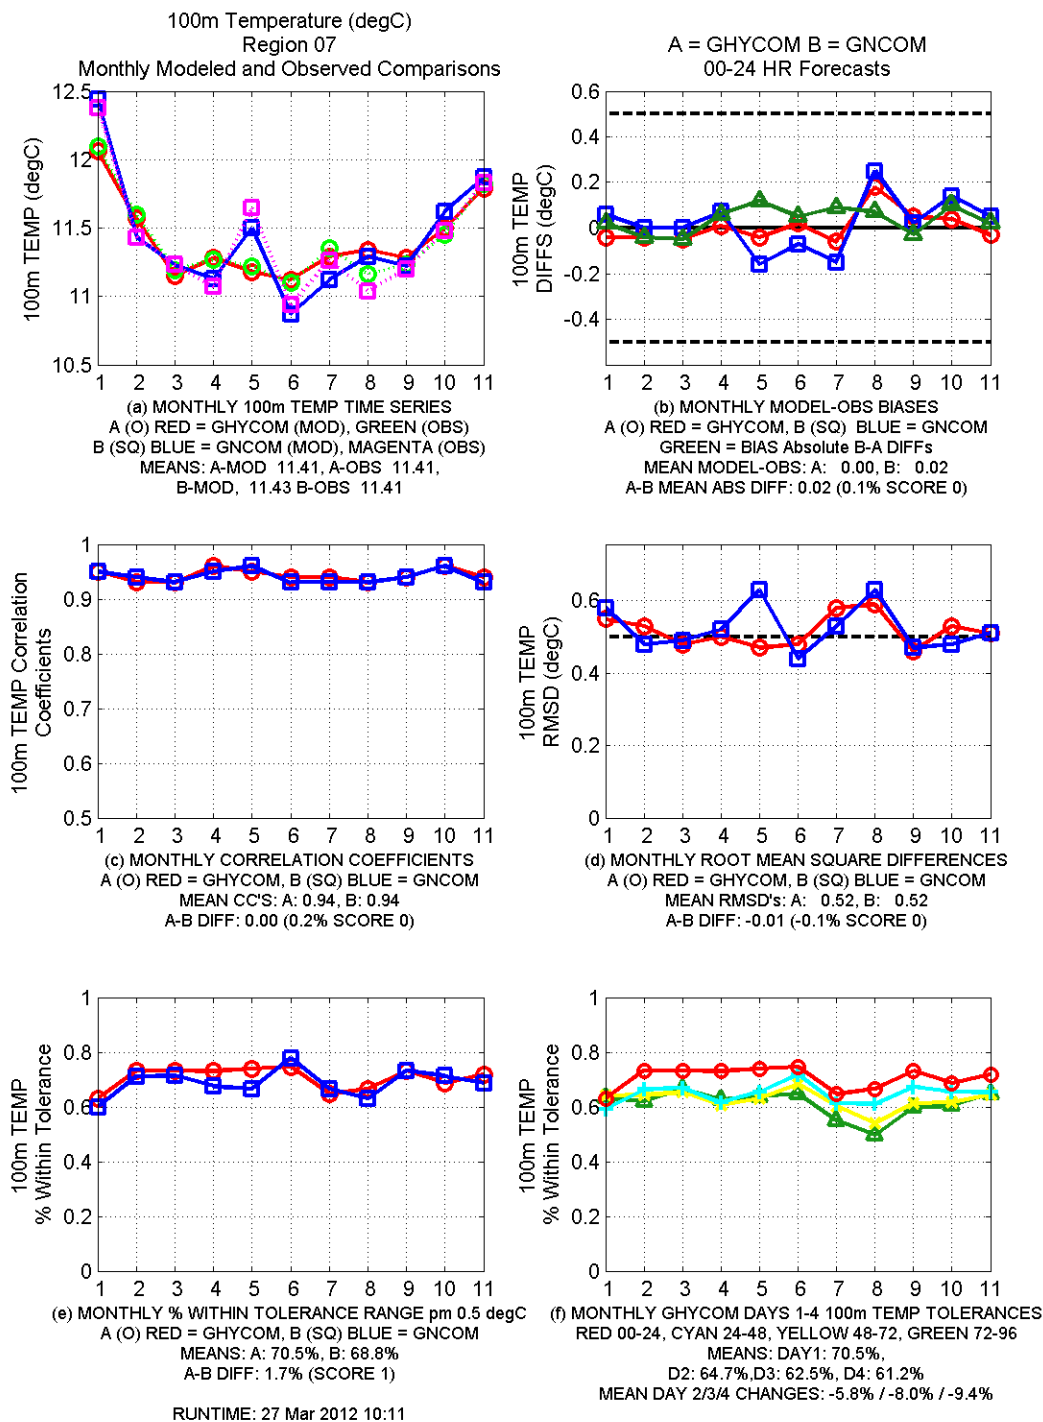 100m Temperature (degC)
Region 07
Monthly Modeled and Observed Comparisons
A = GHYCOM B = GNCOM
00-24 HR Forecasts
100m TEMP (degC)
12.5
12
11.5
11
10.5
1 2 3 4 5 6 7 8 9 10 11
(a) MONTHLY 100m TEMP TIME SERIES
A (O) RED = GHYCOM (MOD), GREEN (OBS)
B (SQ) BLUE = GNCOM (MOD), MAGENTA (OBS)
MEANS: A-MOD 11.41, A-OBS 11.41,
B-MOD, 11.43 B-OBS 11.41
100m TEMP
DIFFS (degC)
0.6
0.4
0.2
0
-0.2
-0.4
1 2 3 4 5 6 7 8 9 10 11
(b) MONTHLY MODEL-OBS BIASES
A (O) RED = GHYCOM, B (SQ) BLUE = GNCOM
GREEN = BIAS Absolute B-A DIFFs
MEAN MODEL-OBS: A: 0.00, B: 0.02
A-B MEAN ABS DIFF: 0.02 (0.1% SCORE 0)
100m TEMP Correlation
Coefficients
1
0.9
0.8
0.7
0.6
0.5
1 2 3 4 5 6 7 8 9 10 11
(c) MONTHLY CORRELATION COEFFICIENTS
A (O) RED = GHYCOM, B (SQ) BLUE = GNCOM
MEAN CC'S: A: 0.94, B: 0.94
A-B DIFF: 0.00 (0.2% SCORE 0)
100m TEMP
RMSD (degC)
0.6
0.4
0.2
0
1 2 3 4 5 6 7 8 9 10 11
(d) MONTHLY ROOT MEAN SQUARE DIFFERENCES
A (O) RED = GHYCOM, B (SQ) BLUE = GNCOM
MEAN RMSD's: A: 0.52, B: 0.52
A-B DIFF: -0.01 (-0.1% SCORE 0)
100m TEMP
% Within Tolerance
1
0.8
0.6
0.4
0.2
0
1 2 3 4 5 6 7 8 9 10 11
(e) MONTHLY % WITHIN TOLERANCE RANGE pm 0.5 degC
A (O) RED = GHYCOM, B (SQ) BLUE = GNCOM
MEANS: A: 70.5%, B: 68.8%
A-B DIFF: 1.7% (SCORE 1)
100m TEMP
% Within Tolerance
1
0.8
0.6
0.4
0.2
0
1 2 3 4 5 6 7 8 9 10 11
(f) MONTHLY GHYCOM DAYS 1-4 100m TEMP TOLERANCES
RED 00-24, CYAN 24-48, YELLOW 48-72, GREEN 72-96
MEANS: DAY1: 70.5%,
D2: 64.7%,D3: 62.5%, D4: 61.2%
MEAN DAY 2/3/4 CHANGES: -5.8% / -8.0% / -9.4%
RUNTIME: 27 Mar 2012 10:11